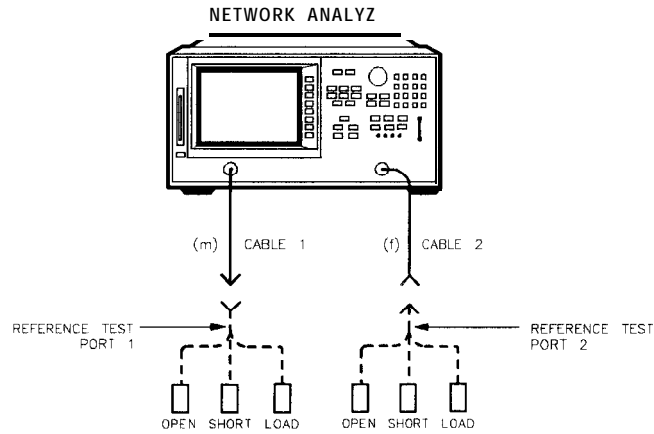 NETWORK ANALYZ
(m) CABLE 1
(f) CABLE 2
REFERENCE TEST
PORT 1
REFERENCE TEST
PORT 2
OPEN SHORT LOAD
OPEN SHORT LOAD